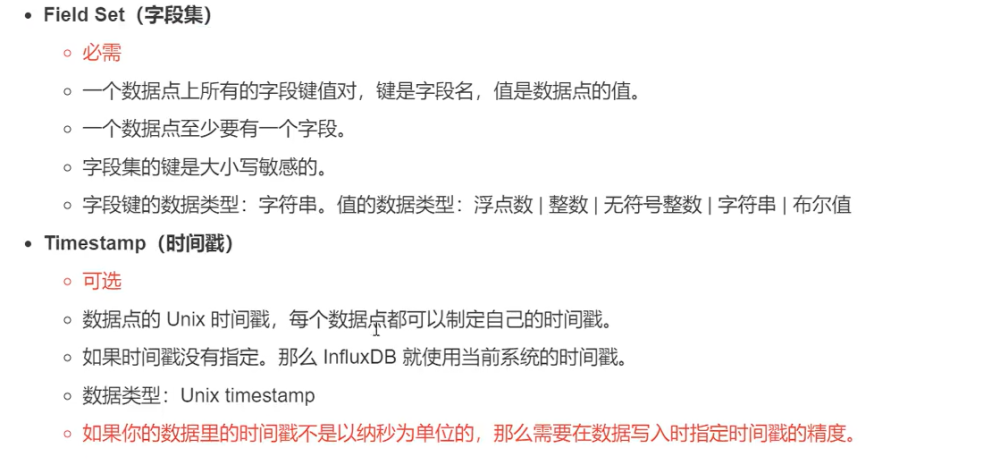 Field Set（字段集）
必需
一个数据点上所有的字段键值对，键是字段名，值是数据点的值。
一个数据点至少要有一个字段。
字段集的键是大小写敏感的。
字段键的数据类型：字符串。值的数据类型：浮点数 | 整数 | 无符号整数 | 字符串 | 布尔值
Timestamp（时间戳）
可选
数据点的 Unix 时间戳，每个数据点都可以制定自己的时间戳。
如果时间戳没有指定。那么 InfluxDB 就使用当前系统的时间戳。
数据类型：Unix timestamp
如果你的数据里的时间戳不是以纳秒为单位的，那么需要在数据写入时指定时间戳的精度。